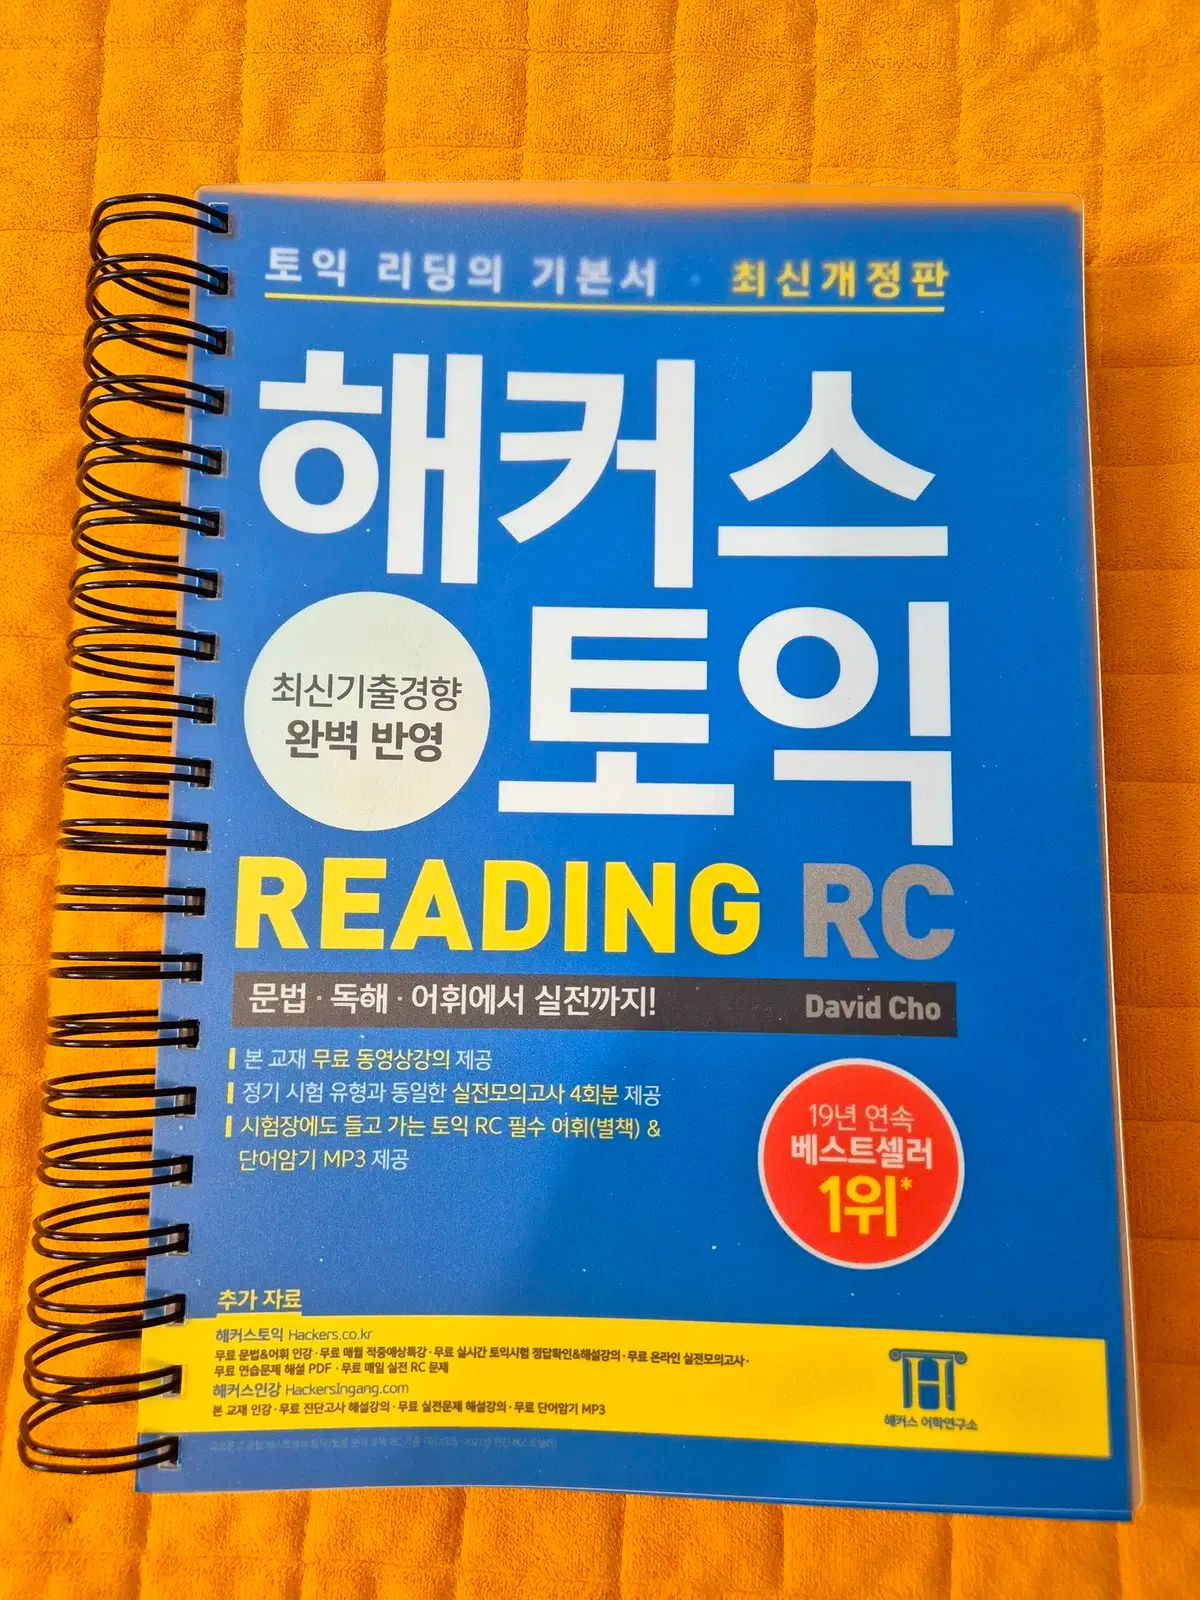 토익 리딩의 기본서 · 최신개정판
해커스
토익
최신기출경향
완벽 반영
READING RC
문법·독해·어휘에서 실전까지! David Cho
본 교재 무료 동영상강의 제공
정기 시험 유형과 동일한 실전모의고사 4회분 제공
시험장에도 들고 가는 토익 RC 필수 어휘(별책) &
단어암기 MP3 제공
19년 연속
베스트셀러
1위*
추가 자료
해커스토익 Hackers.co.kr
무료 문법&어휘 인강·무료 매월 적중예상특강·무료 실시간 토익시험 정답확인&해설강의·무료 온라인 실전모의고사·
무료 연습문제 해설 PDF·무료 매일 실전 RC 문제
해커스인강 HackersIngang.com
본 교재 인강·무료 진단고사 해설강의·무료 실전문제 해설강의·무료 단어암기 MP3
H
해커스 어학연구소